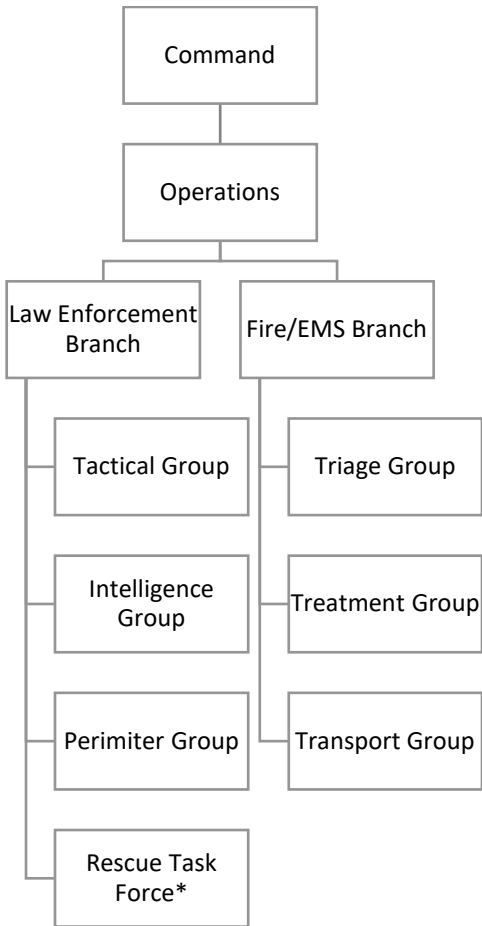 Command
Operations
Law Enforcement
Branch
Fire/EMS Branch
Tactical Group
Triage Group
Intelligence
Group
Treatment Group
Perimiter Group
Transport Group
Rescue Task
Force*